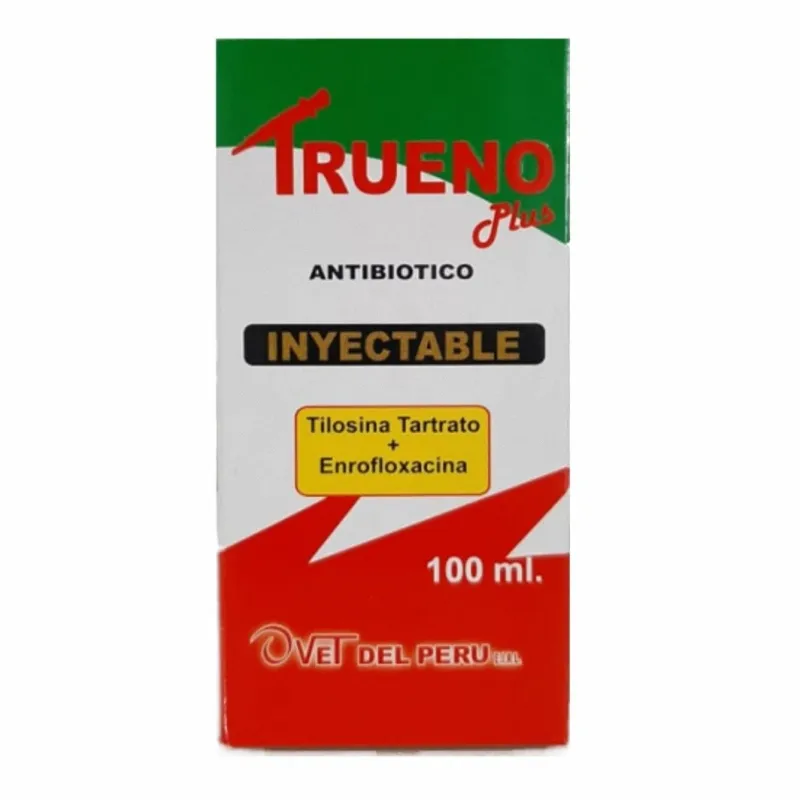 TRUENO
Plus
ANTIBIOTICO
INYECTABLE
Tilosina Tartrato
+
Enrofloxacina
100 ml.
OVET DEL PERU E.I.R.L.